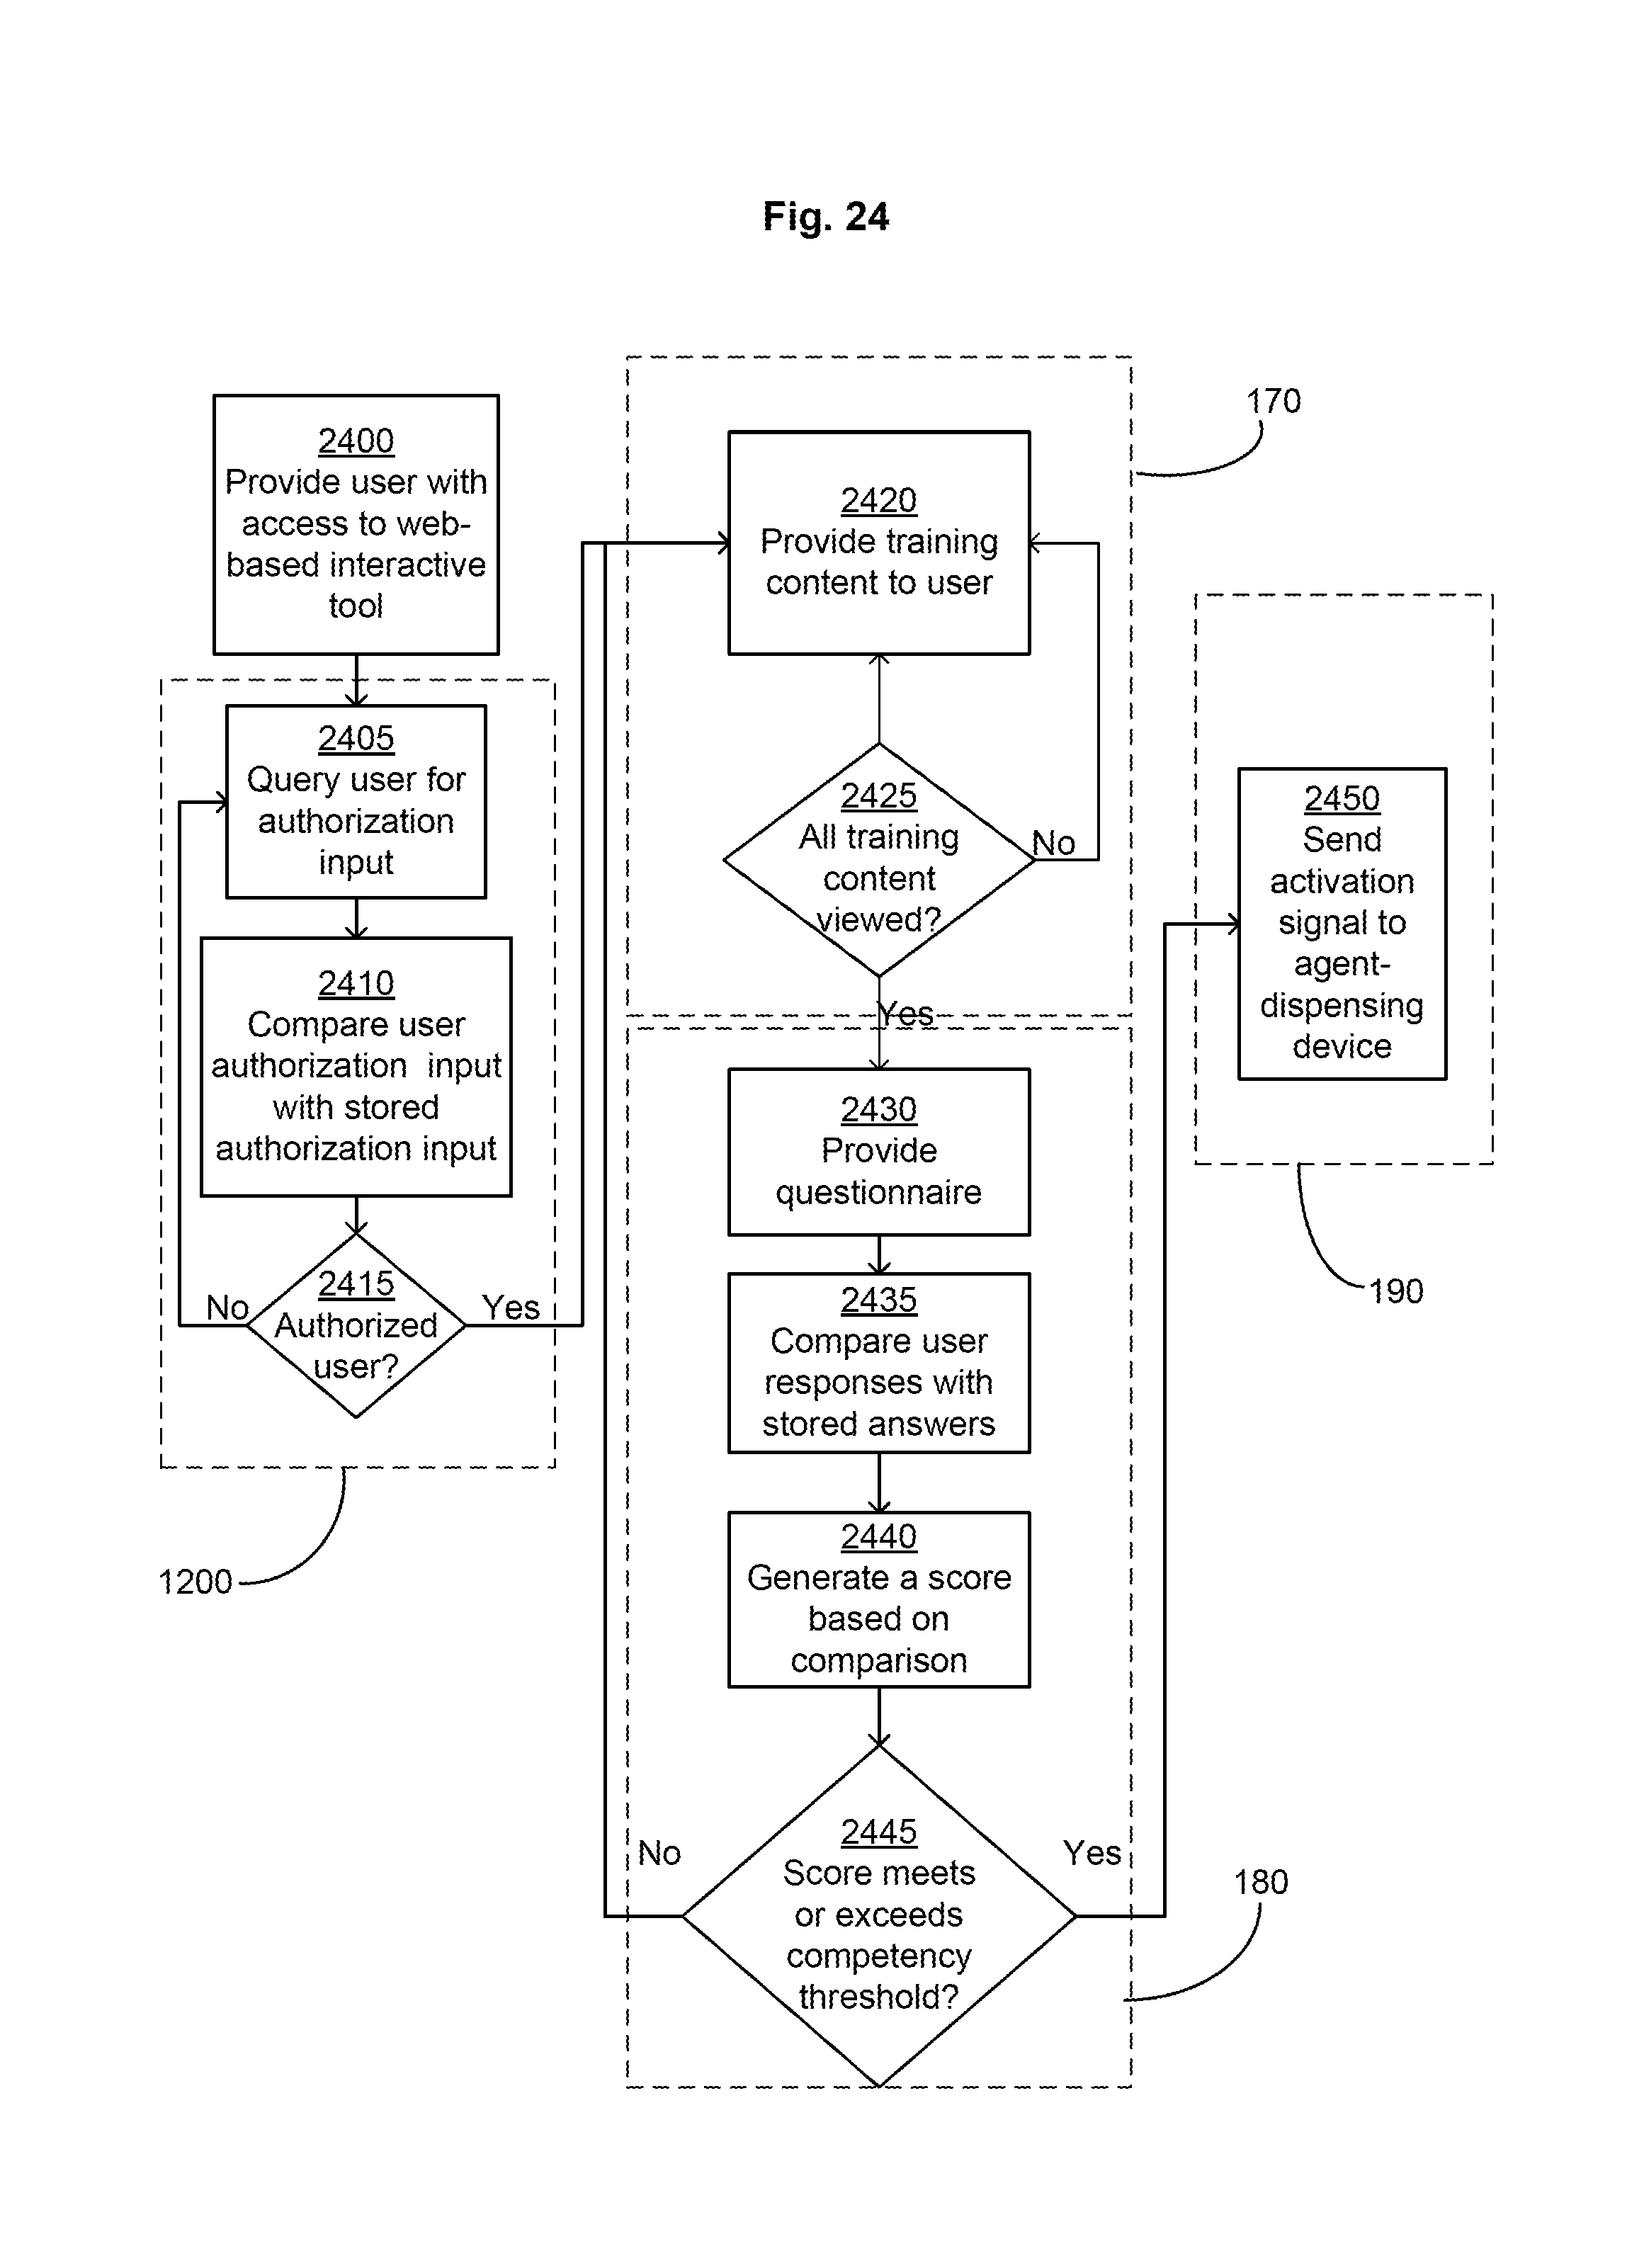 Fig. 24
2400
Provide user with
access to web-
based interactive
tool
2405
Query user for
authorization
input
2410
Compare user
authorization input
with stored
authorization input
2415
Authorized
user?
No
Yes
1200
170
2420
Provide training
content to user
2425
All training
content
viewed?
No
Yes
2430
Provide
questionnaire
2435
Compare user
responses with
stored answers
2440
Generate a score
based on
comparison
2445
Score meets
or exceeds
competency
threshold?
No
Yes
180
2450
Send
activation
signal to
agent-
dispensing
device
190